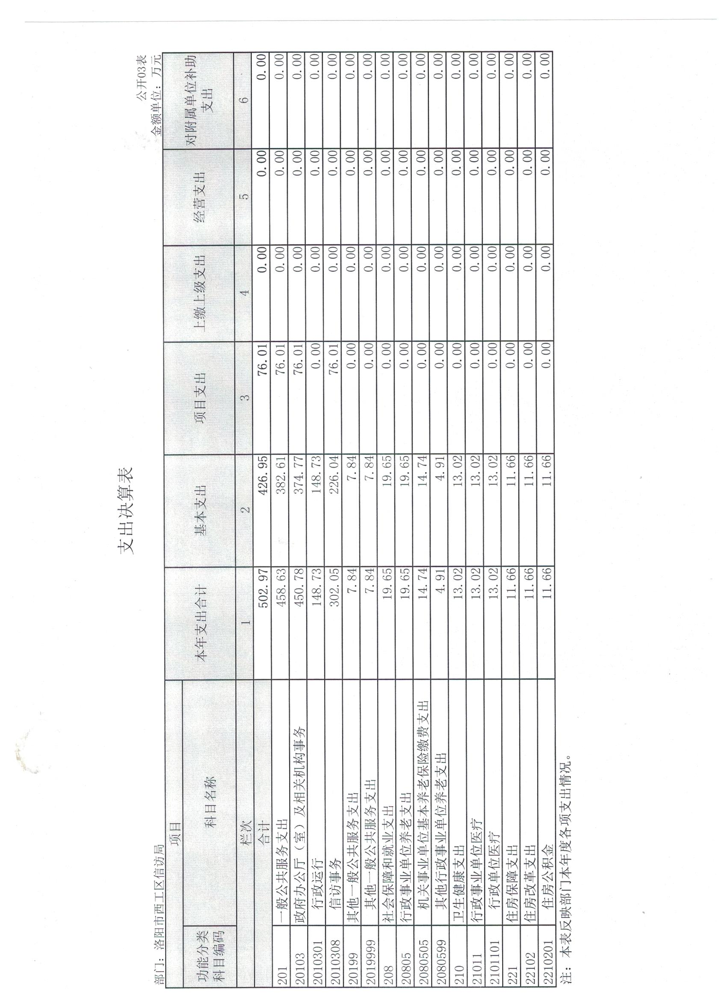 支出决算表
公开03表
部门：洛阳市西工区信访局 金额单位：万元
项目 本年支出合计 基本支出 项目支出 上缴上级支出 经营支出 对附属单位补助支出
功能分类科目编码 科目名称
栏次 1 2 3 4 5 6
合计 502.97 426.95 76.01 0.00 0.00 0.00
201 一般公共服务支出 458.63 382.61 76.01 0.00 0.00 0.00
20103 政府办公厅（室）及相关机构事务 450.78 374.77 76.01 0.00 0.00 0.00
2010301 行政运行 148.73 148.73 0.00 0.00 0.00 0.00
2010308 信访事务 302.05 226.04 76.01 0.00 0.00 0.00
20199 其他一般公共服务支出 7.84 7.84 0.00 0.00 0.00 0.00
2019999 其他一般公共服务支出 7.84 7.84 0.00 0.00 0.00 0.00
208 社会保障和就业支出 19.65 19.65 0.00 0.00 0.00 0.00
20805 行政事业单位养老支出 19.65 19.65 0.00 0.00 0.00 0.00
2080505 机关事业单位基本养老保险缴费支出 14.74 14.74 0.00 0.00 0.00 0.00
2080599 其他行政事业单位养老支出 4.91 4.91 0.00 0.00 0.00 0.00
210 卫生健康支出 13.02 13.02 0.00 0.00 0.00 0.00
21011 行政事业单位医疗 13.02 13.02 0.00 0.00 0.00 0.00
2101101 行政单位医疗 13.02 13.02 0.00 0.00 0.00 0.00
221 住房保障支出 11.66 11.66 0.00 0.00 0.00 0.00
22102 住房改革支出 11.66 11.66 0.00 0.00 0.00 0.00
2210201 住房公积金 11.66 11.66 0.00 0.00 0.00 0.00
注：本表反映部门本年度各项支出情况。